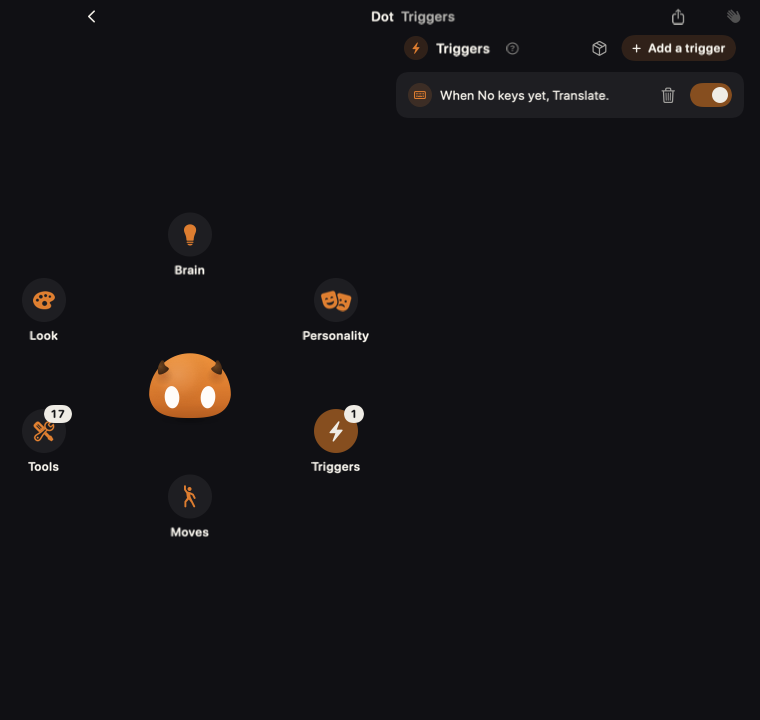 Dot Triggers
Triggers ?
+ Add a trigger
When No keys yet, Translate.
Brain
Look
Personality
17
Tools
1
Triggers
Moves